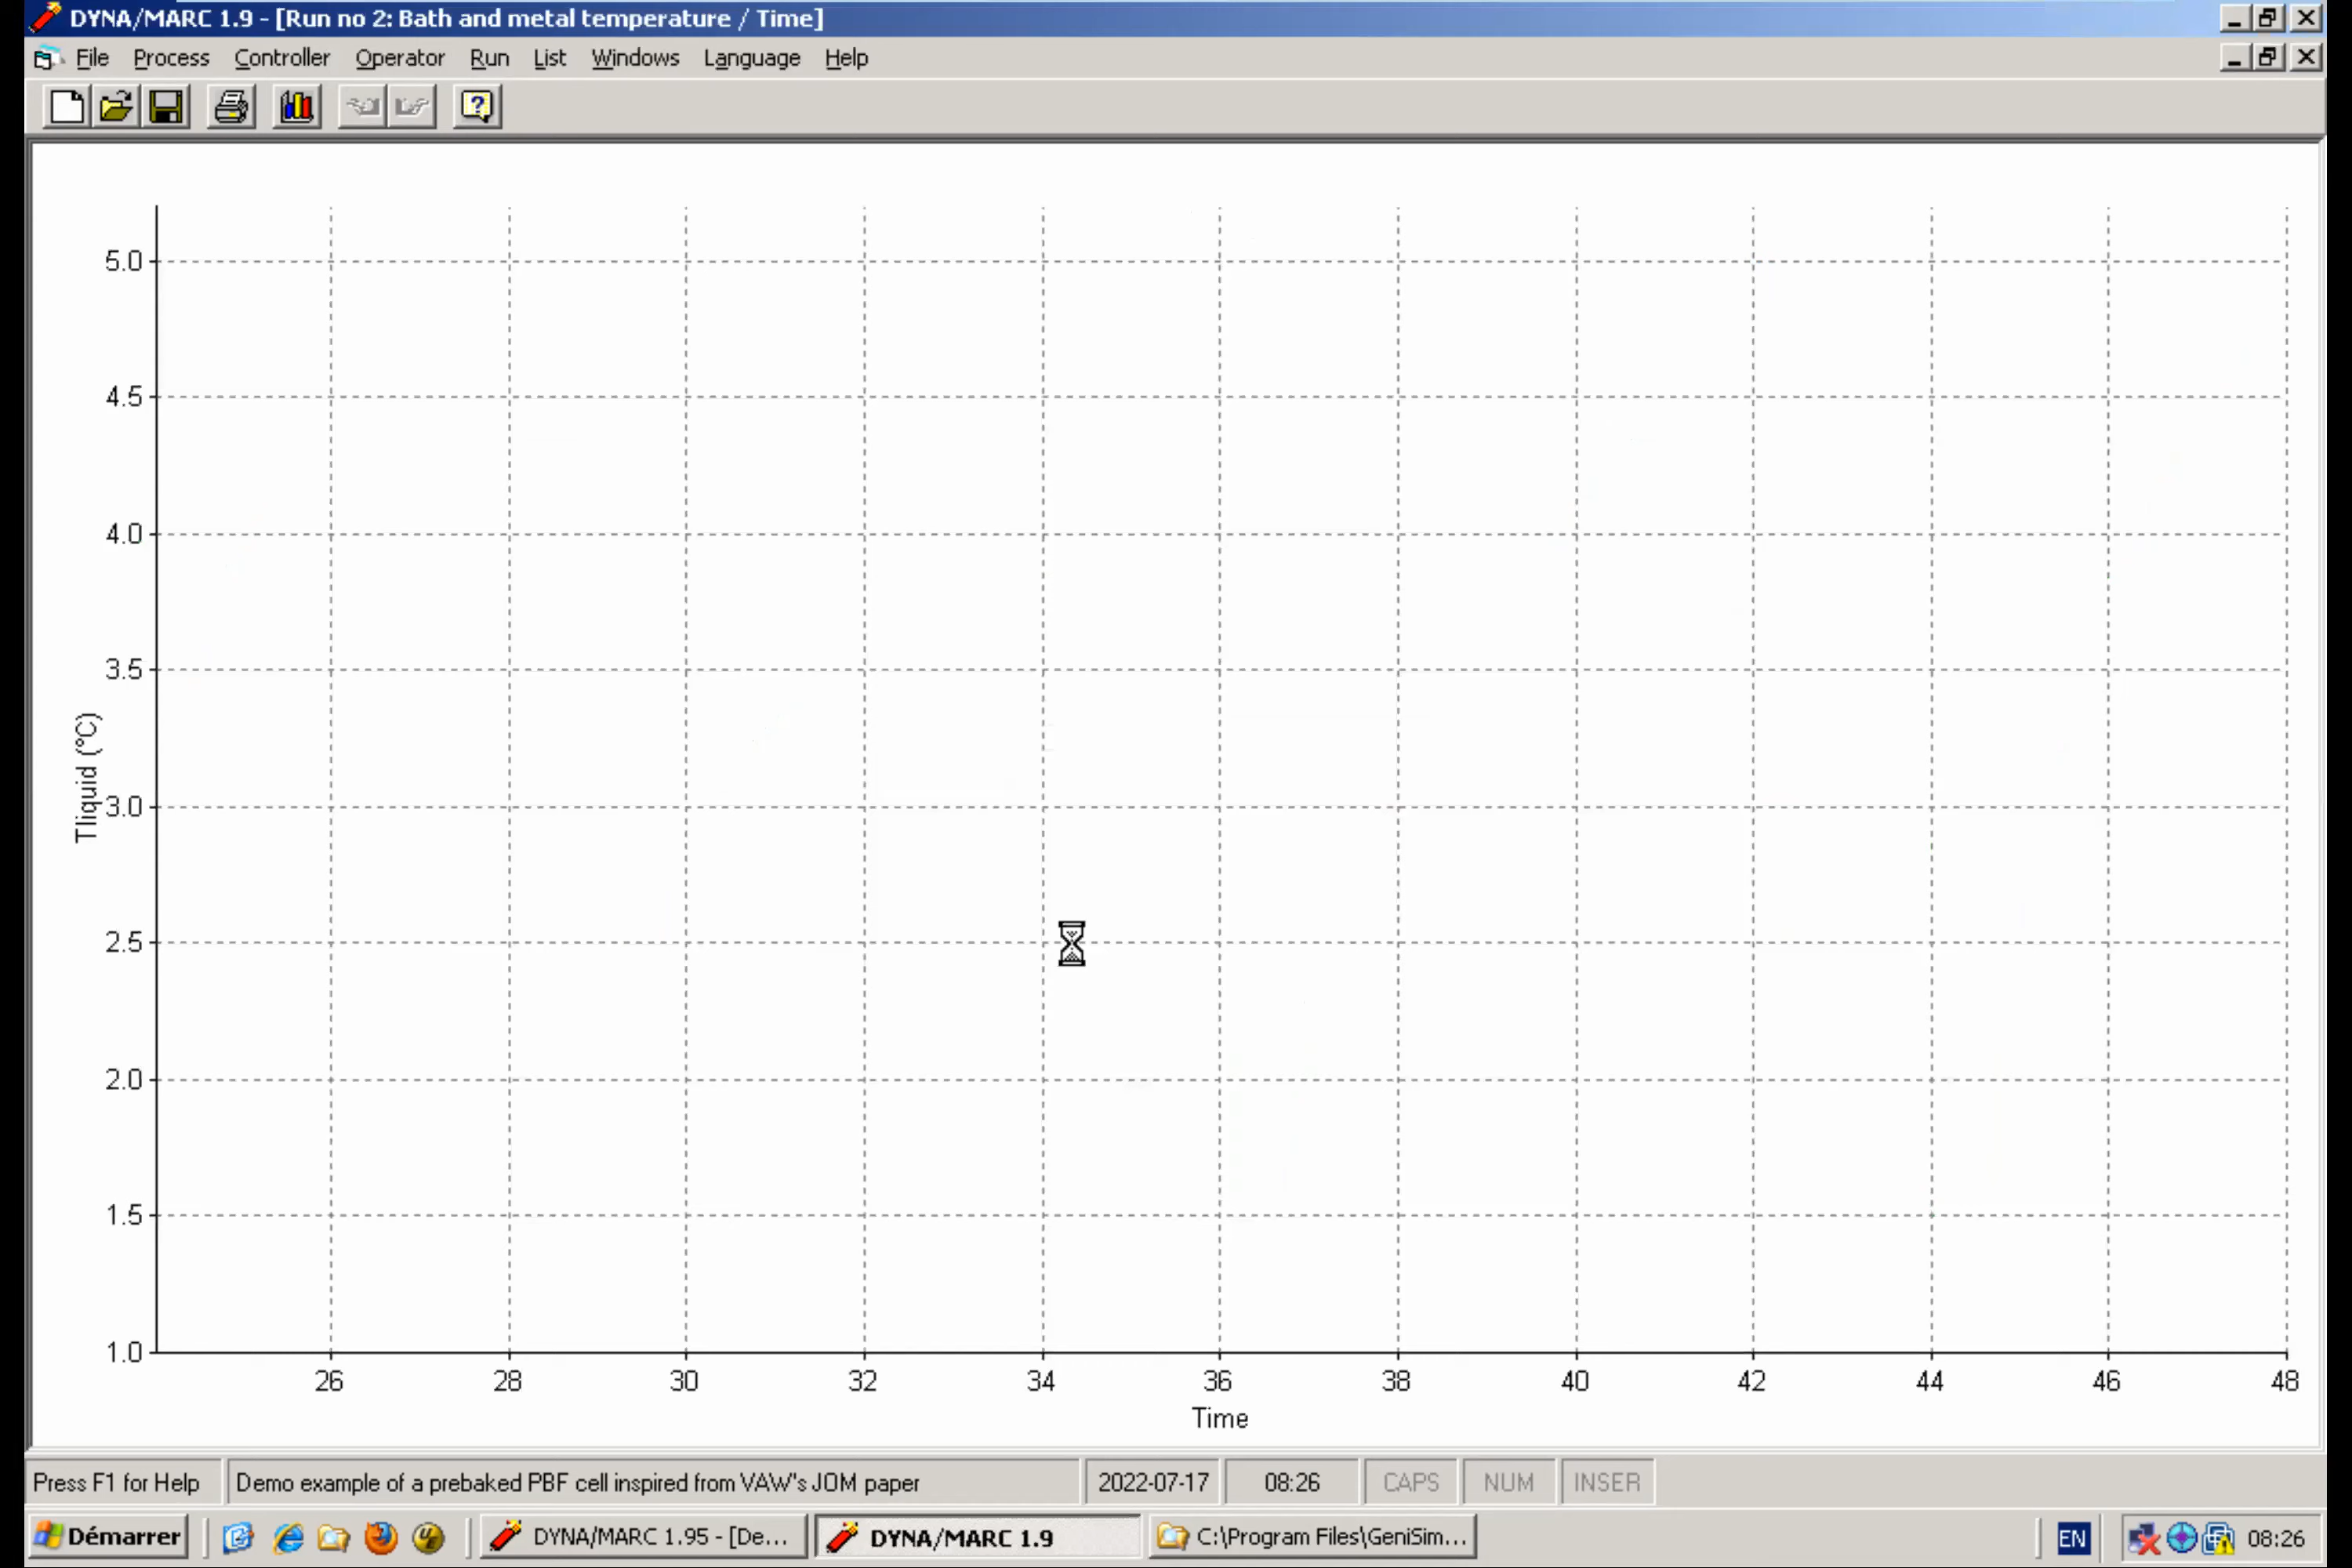 DYNA/MARC 1.9 - [Run no 2: Bath and metal temperature / Time]
File Process Controller Operator Run List Windows Language Help
5.0
4.5
4.0
3.5
Tliquid (°C)
3.0
2.5
2.0
1.5
1.0
26 28 30 32 34 36 38 40 42 44 46 48
Time
Press F1 for Help Demo example of a prebaked PBF cell inspired from VAW's JOM paper 2022-07-17 08:26 CAPS NUM INSER
Démarrer DYNA/MARC 1.95 - [De... DYNA/MARC 1.9 C:\Program Files\GeniSim... EN 08:26